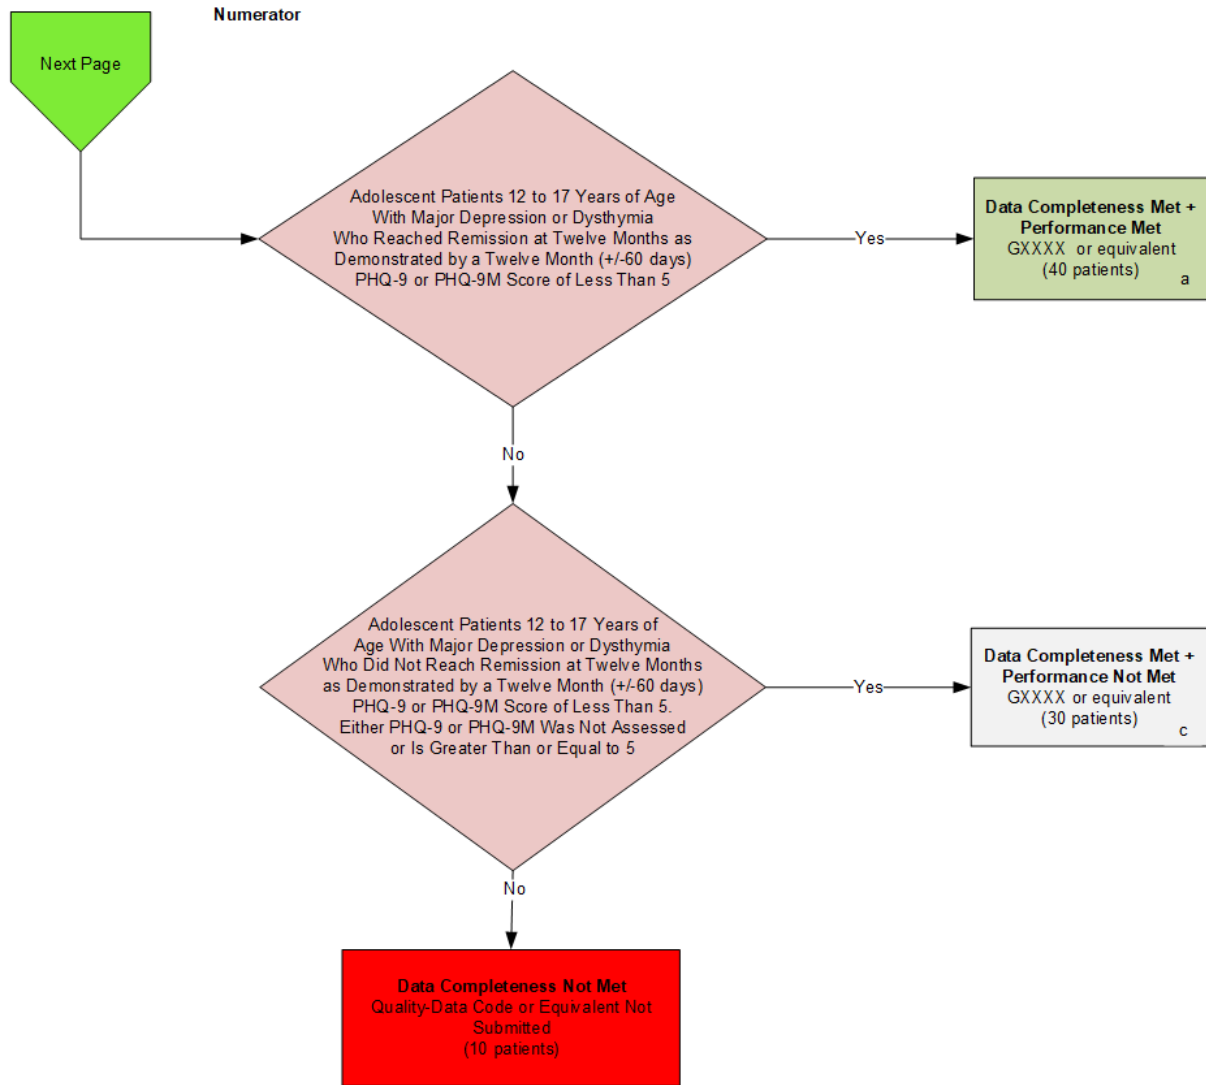 Numerator
Next Page
Adolescent Patients 12 to 17 Years of Age
With Major Depression or Dysthymia
Who Reached Remission at Twelve Months as
Demonstrated by a Twelve Month (+/-60 days)
PHQ-9 or PHQ-9M Score of Less Than 5
Yes
Data Completeness Met +
Performance Met
GXXXX or equivalent
(40 patients)
a
No
Adolescent Patients 12 to 17 Years of
Age With Major Depression or Dysthymia
Who Did Not Reach Remission at Twelve Months
as Demonstrated by a Twelve Month (+/-60 days)
PHQ-9 or PHQ-9M Score of Less Than 5.
Either PHQ-9 or PHQ-9M Was Not Assessed
or Is Greater Than or Equal to 5
Yes
Data Completeness Met +
Performance Not Met
GXXXX or equivalent
(30 patients)
c
No
Data Completeness Not Met
Quality-Data Code or Equivalent Not
Submitted
(10 patients)